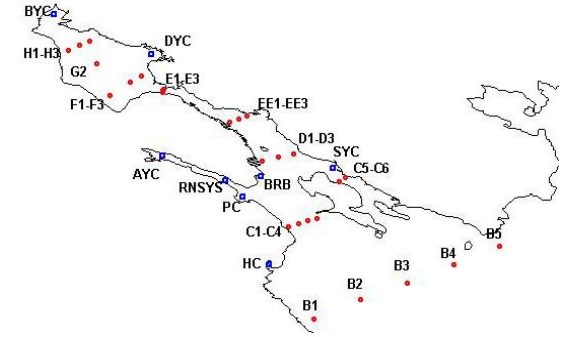 BYC
DYC
H1-H3
G2
E1-E3
F1-F3
EE1-EE3
D1-D3
SYC
C5-C6
AYC
RNSYS
BRB
PC
C1-C4
B5
HC
B4
B3
B2
B1